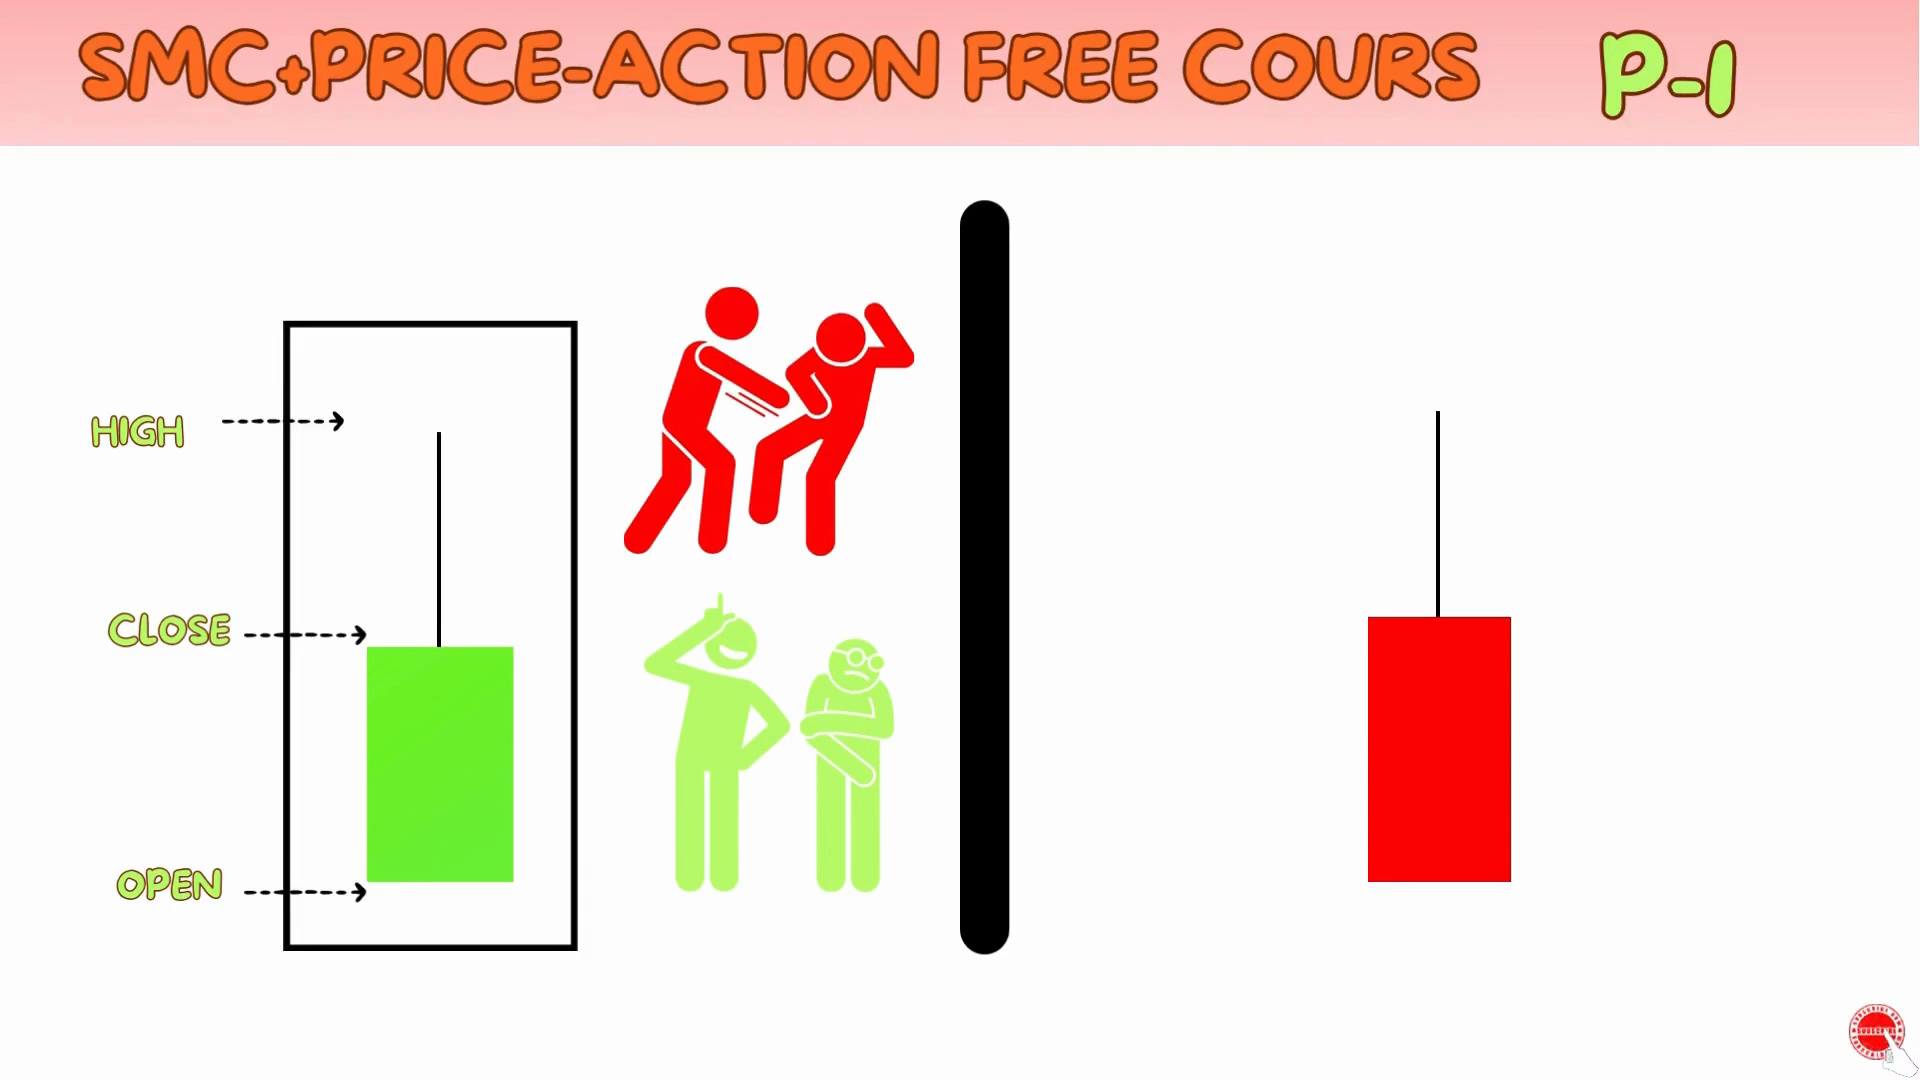 SMC+PRICE-ACTION FREE COURS P-1
HIGH
CLOSE
OPEN